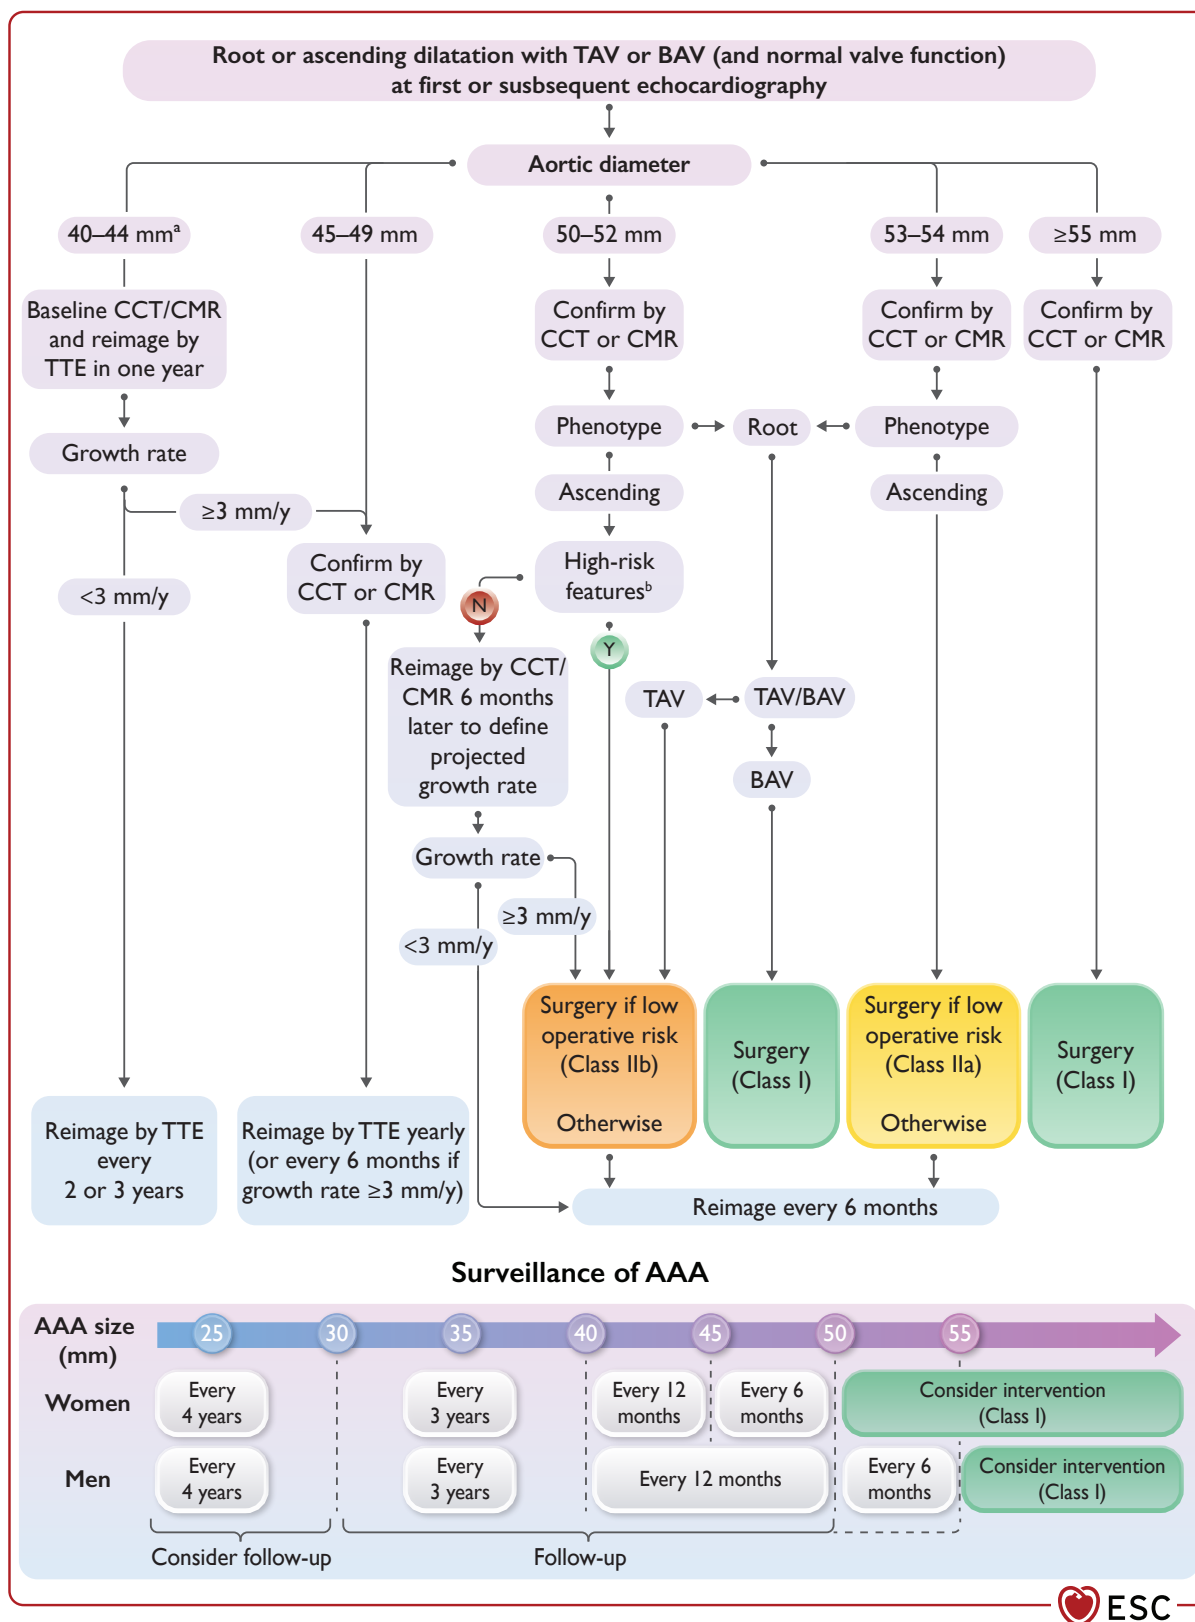 Root or ascending dilatation with TAV or BAV (and normal valve function)
at first or susbsequent echocardiography
Aortic diameter
40–44 mmᵃ
45–49 mm
50–52 mm
53–54 mm
≥55 mm
Baseline CCT/CMR
and reimage by
TTE in one year
Confirm by
CCT or CMR
Confirm by
CCT or CMR
Confirm by
CCT or CMR
Growth rate
Phenotype
Root
Phenotype
Ascending
Ascending
≥3 mm/y
<3 mm/y
Confirm by
CCT or CMR
High-risk
featuresᵇ
N
Y
Reimage by CCT/
CMR 6 months
later to define
projected
growth rate
TAV
TAV/BAV
BAV
Growth rate
≥3 mm/y
<3 mm/y
Surgery if low
operative risk
(Class IIb)
Otherwise
Surgery
(Class I)
Surgery if low
operative risk
(Class IIa)
Otherwise
Surgery
(Class I)
Reimage by TTE
every
2 or 3 years
Reimage by TTE yearly
(or every 6 months if
growth rate ≥3 mm/y)
Reimage every 6 months
Surveillance of AAA
AAA size
(mm)
25
30
35
40
45
50
55
Women
Every
4 years
Every
3 years
Every 12
months
Every 6
months
Consider intervention
(Class I)
Men
Every
4 years
Every
3 years
Every 12 months
Every 6
months
Consider intervention
(Class I)
Consider follow-up
Follow-up
ESC